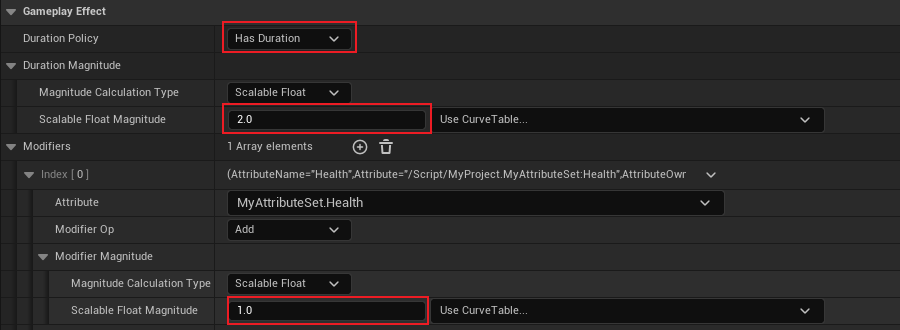 Gameplay Effect
Duration Policy Has Duration
Duration Magnitude
Magnitude Calculation Type Scalable Float
Scalable Float Magnitude 2.0 Use CurveTable...
Modifiers 1 Array elements
Index [ 0 ] (AttributeName="Health",Attribute="/Script/MyProject.MyAttributeSet:Health",AttributeOwr
Attribute MyAttributeSet.Health
Modifier Op Add
Modifier Magnitude
Magnitude Calculation Type Scalable Float
Scalable Float Magnitude 1.0 Use CurveTable...